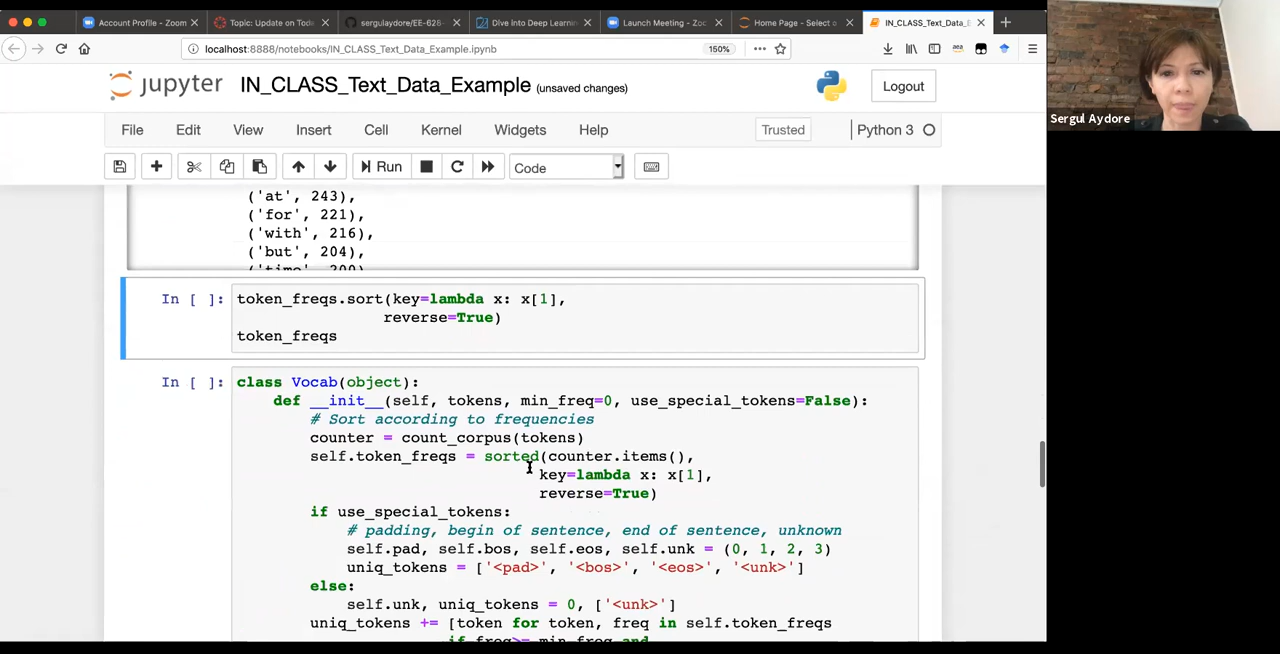 Account Profile - Zoom
Topic: Update on Toda
sergulaydore/EE-628-
Dive into Deep Learnin
Launch Meeting - Zoo
Home Page - Select o
IN_CLASS_Text_Data_E
localhost:8888/notebooks/IN_CLASS_Text_Data_Example.ipynb
150%
jupyter IN_CLASS_Text_Data_Example (unsaved changes)
Logout
Sergul Aydore
File Edit View Insert Cell Kernel Widgets Help
Trusted
Python 3
Run
Code
('at', 243),
('for', 221),
('with', 216),
('but', 204),
('time', 200)
In [ ]: token_freqs.sort(key=lambda x: x[1],
reverse=True)
token_freqs
In [ ]: class Vocab(object):
def __init__(self, tokens, min_freq=0, use_special_tokens=False):
# Sort according to frequencies
counter = count_corpus(tokens)
self.token_freqs = sorted(counter.items(),
key=lambda x: x[1],
reverse=True)
if use_special_tokens:
# padding, begin of sentence, end of sentence, unknown
self.pad, self.bos, self.eos, self.unk = (0, 1, 2, 3)
uniq_tokens = ['<pad>', '<bos>', '<eos>', '<unk>']
else:
self.unk, uniq_tokens = 0, ['<unk>']
uniq_tokens += [token for token, freq in self.token_freqs
if freq>= min_freq and